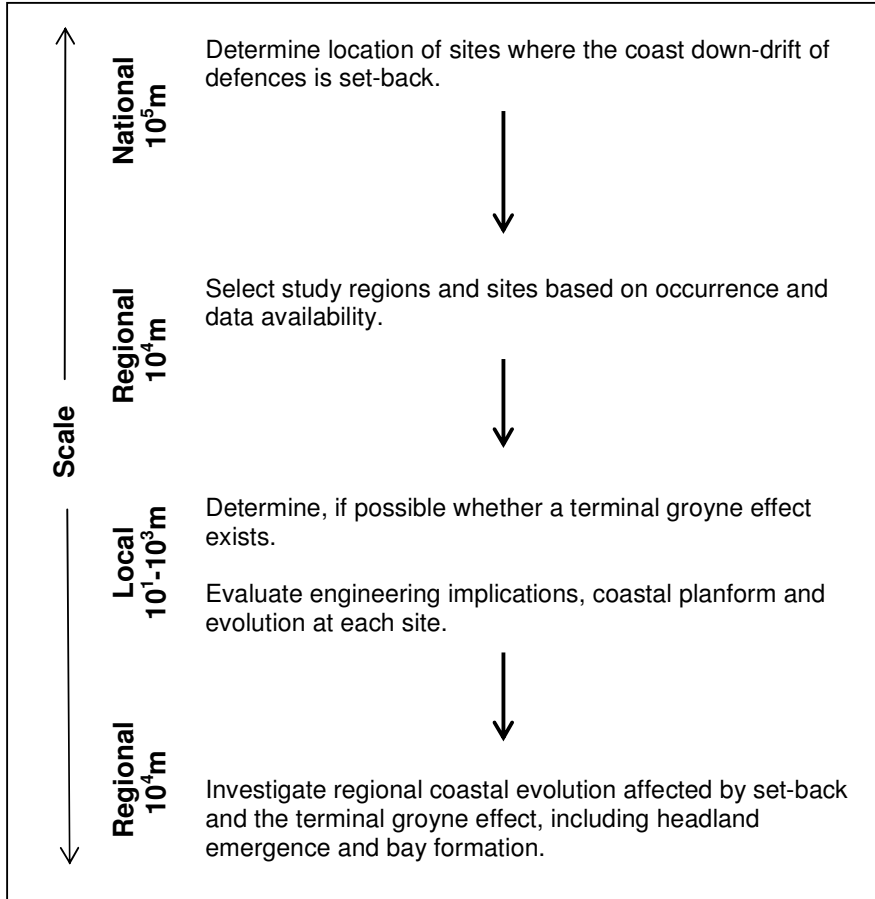 Scale
National
10⁵m
Determine location of sites where the coast down-drift of
defences is set-back.
Regional
10⁴m
Select study regions and sites based on occurrence and
data availability.
Local
10¹-10³m
Determine, if possible whether a terminal groyne effect
exists.
Evaluate engineering implications, coastal planform and
evolution at each site.
Regional
10⁴m
Investigate regional coastal evolution affected by set-back
and the terminal groyne effect, including headland
emergence and bay formation.